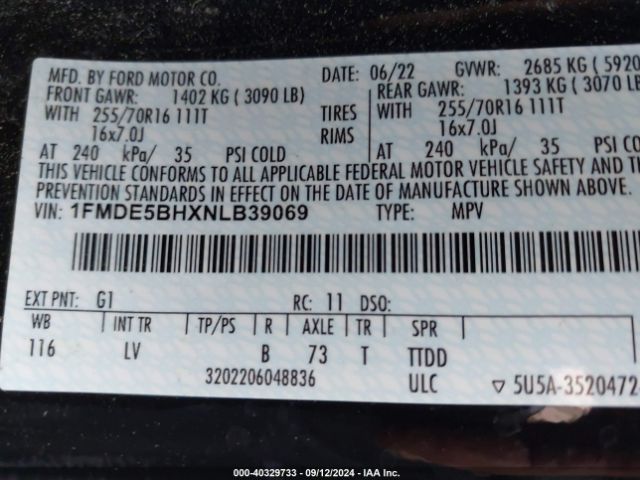 MFD. BY FORD MOTOR CO. DATE: 06/22 GVWR: 2685 KG ( 5920
FRONT GAWR: 1402 KG ( 3090 LB) REAR GAWR: 1393 KG ( 3070 LB
WITH 255/70R16 111T TIRES WITH 255/70R16 111T
16x7.0J RIMS 16x7.0J
AT 240 kPa/ 35 PSI COLD AT 240 kPa/ 35
THIS VEHICLE CONFORMS TO ALL APPLICABLE FEDERAL MOTOR VEHICLE SAFETY AND
PREVENTION STANDARDS IN EFFECT ON THE DATE OF MANUFACTURE SHOWN ABOVE.
VIN: 1FMDE5BHXNLB39069 TYPE: MPV
EXT PNT: G1 RC: 11 DSO:
WB INT TR TP/PS R AXLE TR SPR
116 LV B 73 T TTDD
3202206048836 ULC ▽ 5U5A-3520472
000-40329733 - 09/12/2024 - IAA Inc.